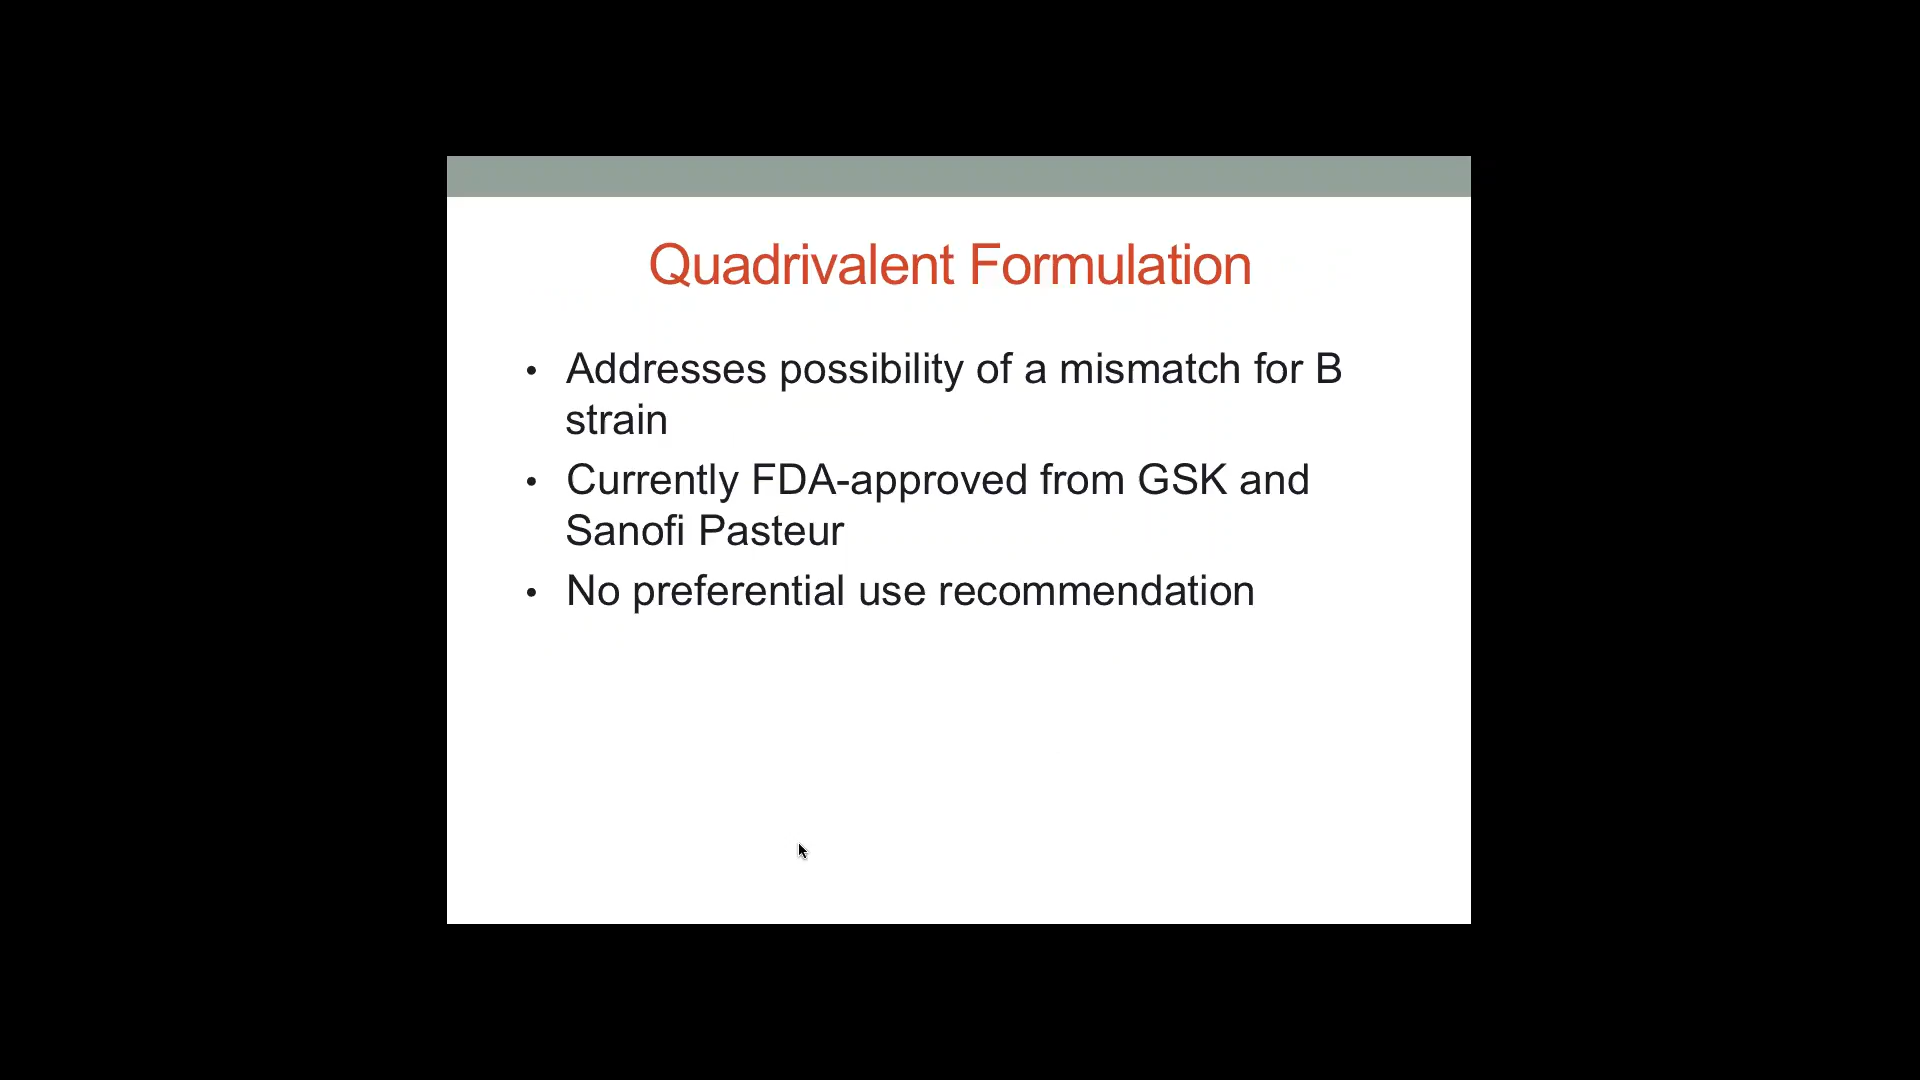 Quadrivalent Formulation
• Addresses possibility of a mismatch for B
strain
• Currently FDA-approved from GSK and
Sanofi Pasteur
• No preferential use recommendation